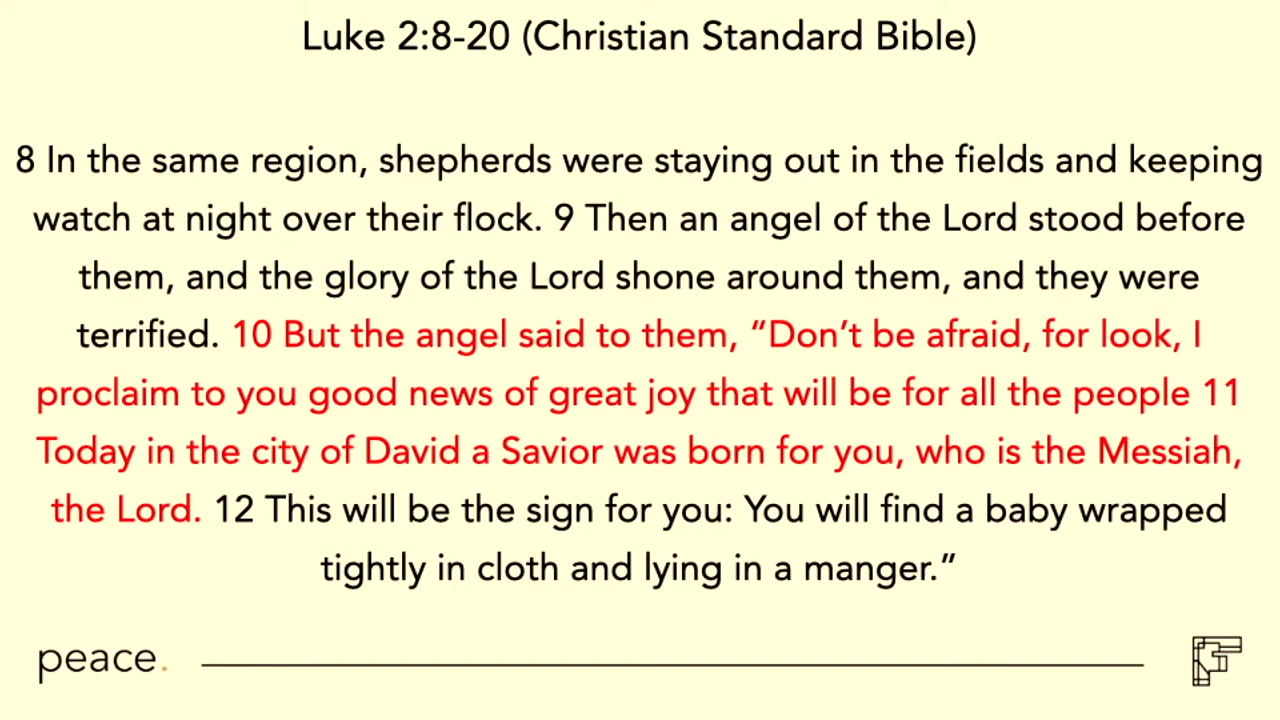 Luke 2:8-20 (Christian Standard Bible)
8 In the same region, shepherds were staying out in the fields and keeping
watch at night over their flock. 9 Then an angel of the Lord stood before
them, and the glory of the Lord shone around them, and they were
terrified. 10 But the angel said to them, “Don’t be afraid, for look, I
proclaim to you good news of great joy that will be for all the people 11
Today in the city of David a Savior was born for you, who is the Messiah,
the Lord. 12 This will be the sign for you: You will find a baby wrapped
tightly in cloth and lying in a manger.”
peace.